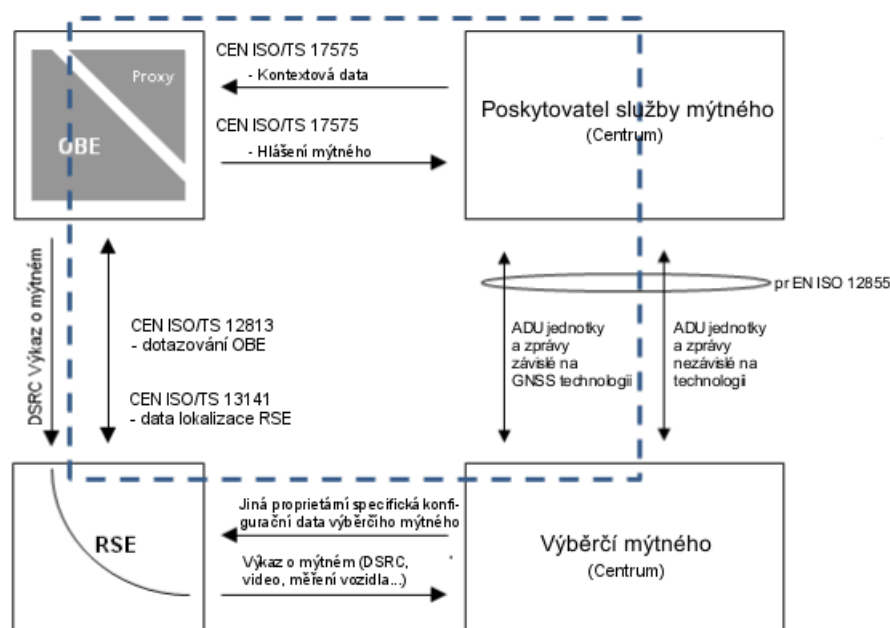 CEN ISO/TS 17575
- Kontextová data
Proxy
OBE
CEN ISO/TS 17575
- Hlášení mýtného
Poskytovatel služby mýtného
(Centrum)
DSRC Výkaz o mýtném
CEN ISO/TS 12813
- dotazování OBE
CEN ISO/TS 13141
- data lokalizace RSE
pr EN ISO 12855
ADU jednotky
a zprávy
závislé na
GNSS technologii
ADU jednotky
a zprávy
nezávislé na
technologii
RSE
Jiná proprietární specifická konfi-
gurační data výběrčího mýtného
Výkaz o mýtném (DSRC,
video, měření vozidla...)
Výběrčí mýtného
(Centrum)